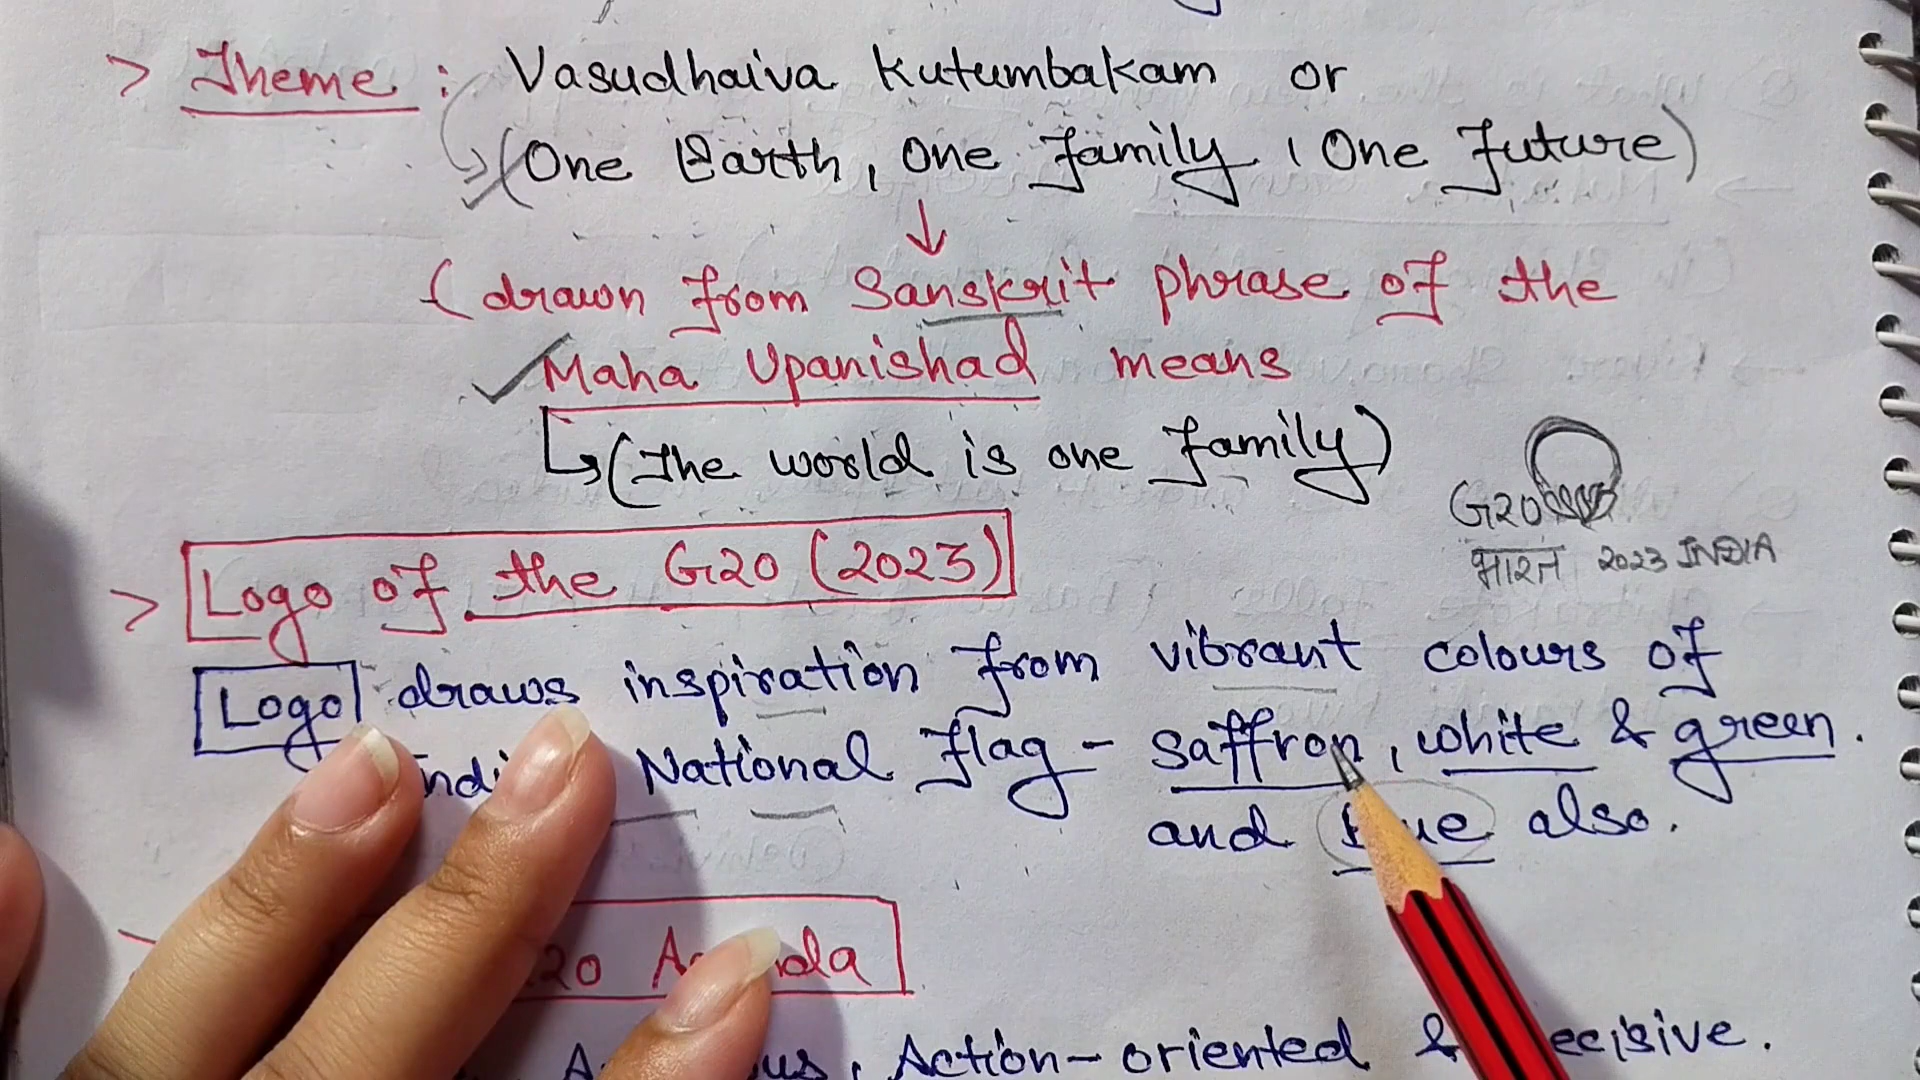 > Theme : Vasudhaiva Kutumbakam or
(One Earth, One Family, One Future)
(drawn from Sanskrit phrase of the
Maha Upanishad means
(The world is one family)
G20
भारत 2023 INDIA
> Logo of the G20 (2023)
Logo draws inspiration from vibrant colours of
National Flag - saffron, white & green.
and also.
>
Action-oriented &